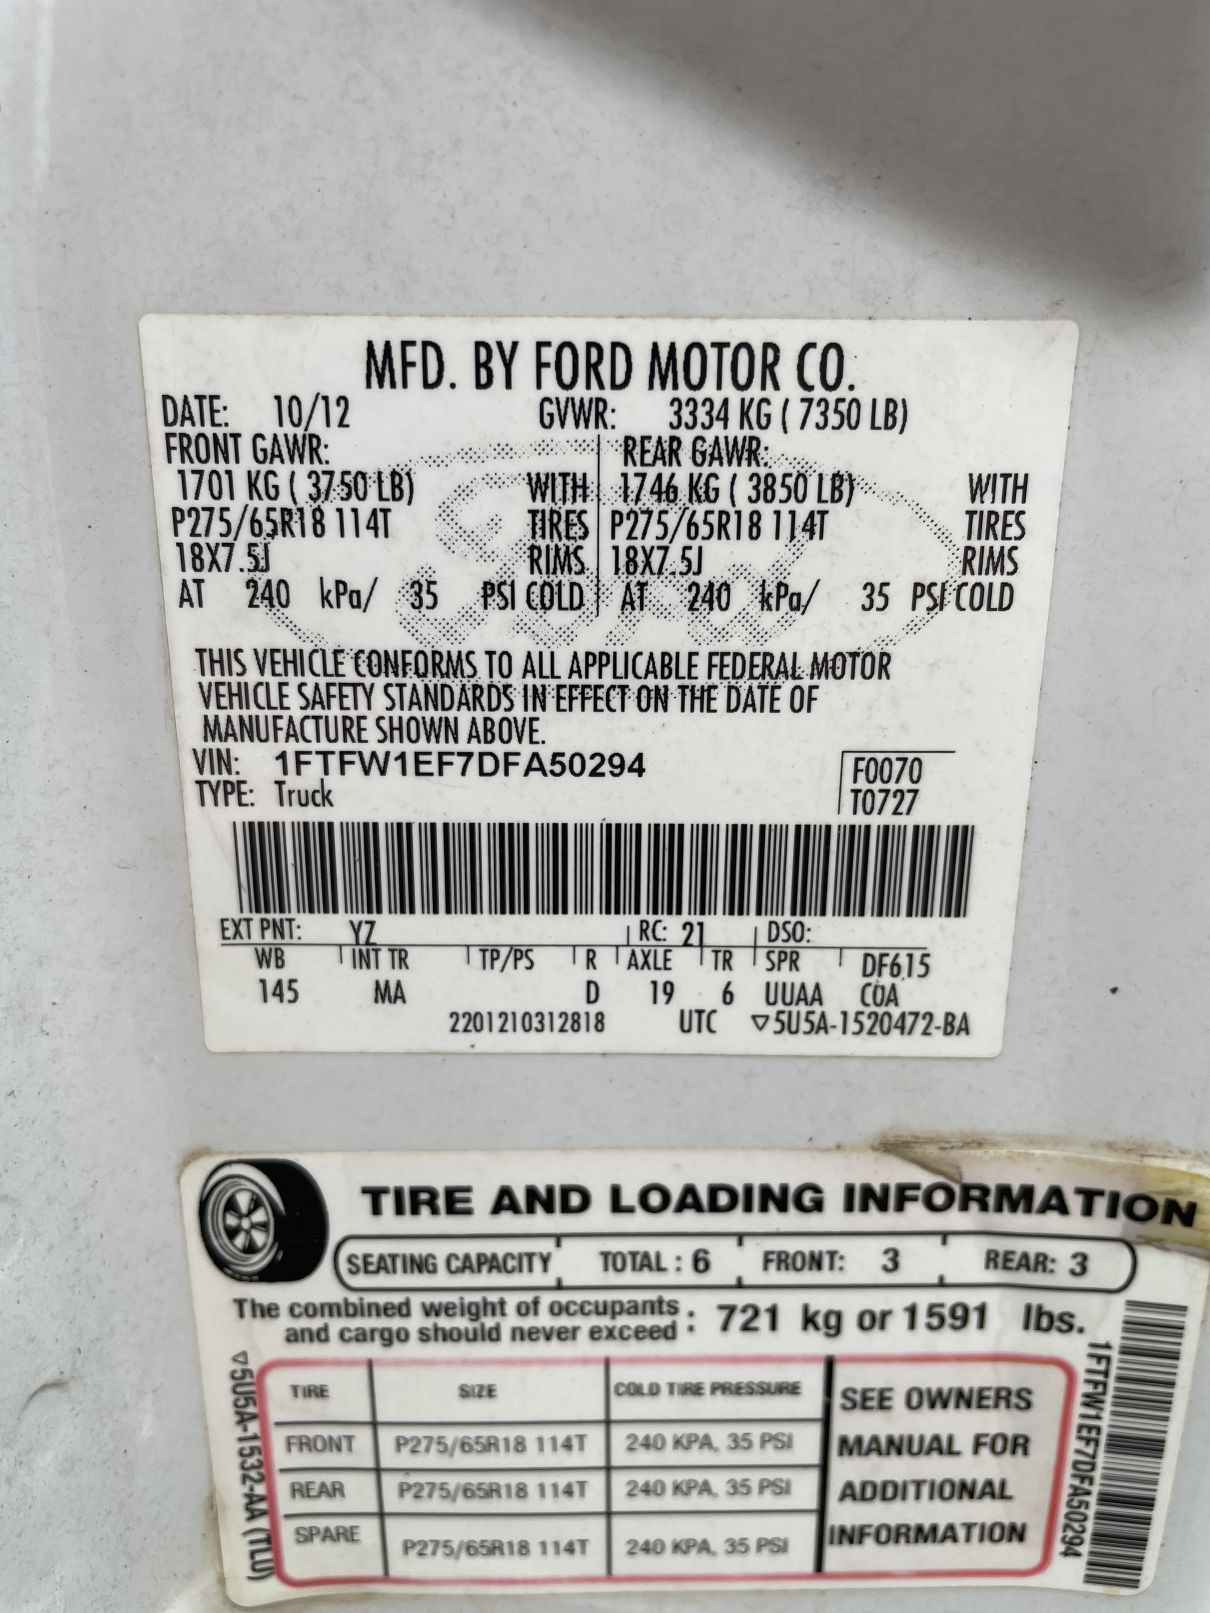 MFD. BY FORD MOTOR CO.
DATE: 10/12 GVWR: 3334 KG ( 7350 LB)
FRONT GAWR: REAR GAWR:
1701 KG ( 3750 LB) WITH 1746 KG ( 3850 LB) WITH
P275/65R18 114T TIRES P275/65R18 114T TIRES
18X7.5J RIMS 18X7.5J RIMS
AT 240 kPa/ 35 PSI COLD AT 240 kPa/ 35 PSI COLD
Ford
THIS VEHICLE CONFORMS TO ALL APPLICABLE FEDERAL MOTOR
VEHICLE SAFETY STANDARDS IN EFFECT ON THE DATE OF
MANUFACTURE SHOWN ABOVE.
VIN: 1FTFW1EF7DFA50294 F0070
TYPE: Truck T0727
EXT PNT: YZ RC: 21 DSO:
WB INT TR TP/PS R AXLE TR SPR DF615
145 MA D 19 6 UUAA COA
2201210312818 UTC ▽5U5A-1520472-BA
TIRE AND LOADING INFORMATION
SEATING CAPACITY TOTAL : 6 FRONT: 3 REAR: 3
The combined weight of occupants
and cargo should never exceed : 721 kg or 1591 lbs.
TIRE SIZE COLD TIRE PRESSURE
FRONT P275/65R18 114T 240 KPA, 35 PSI
REAR P275/65R18 114T 240 KPA, 35 PSI
SPARE P275/65R18 114T 240 KPA, 35 PSI
SEE OWNERS
MANUAL FOR
ADDITIONAL
INFORMATION
▽5U5A-1532-AA (TLU)
1FTFW1EF7DFA50294